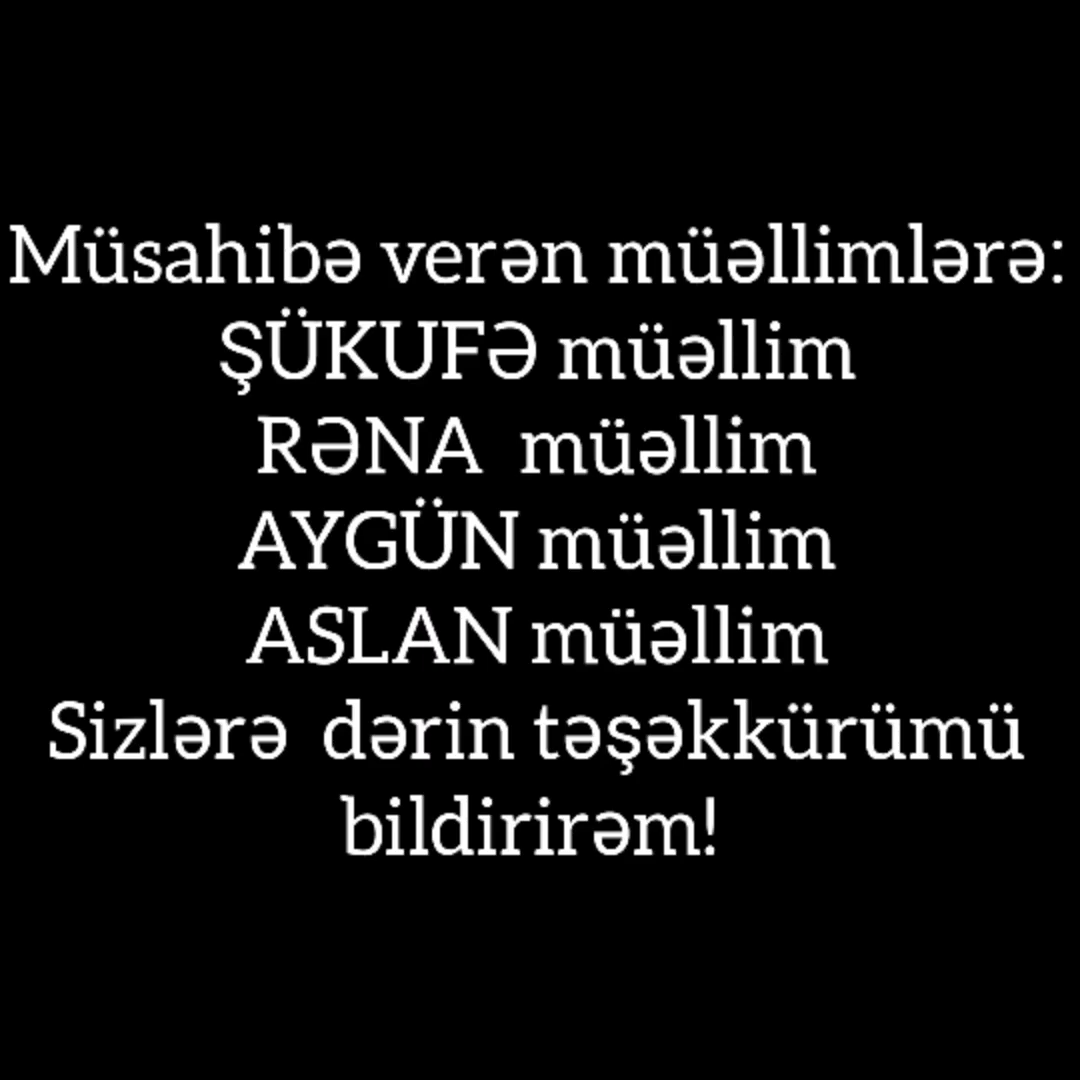 Müsahibə verən müəllimlərə:
ŞÜKUFƏ müəllim
RƏNA müəllim
AYGÜN müəllim
ASLAN müəllim
Sizlərə dərin təşəkkürümü
bildirirəm!